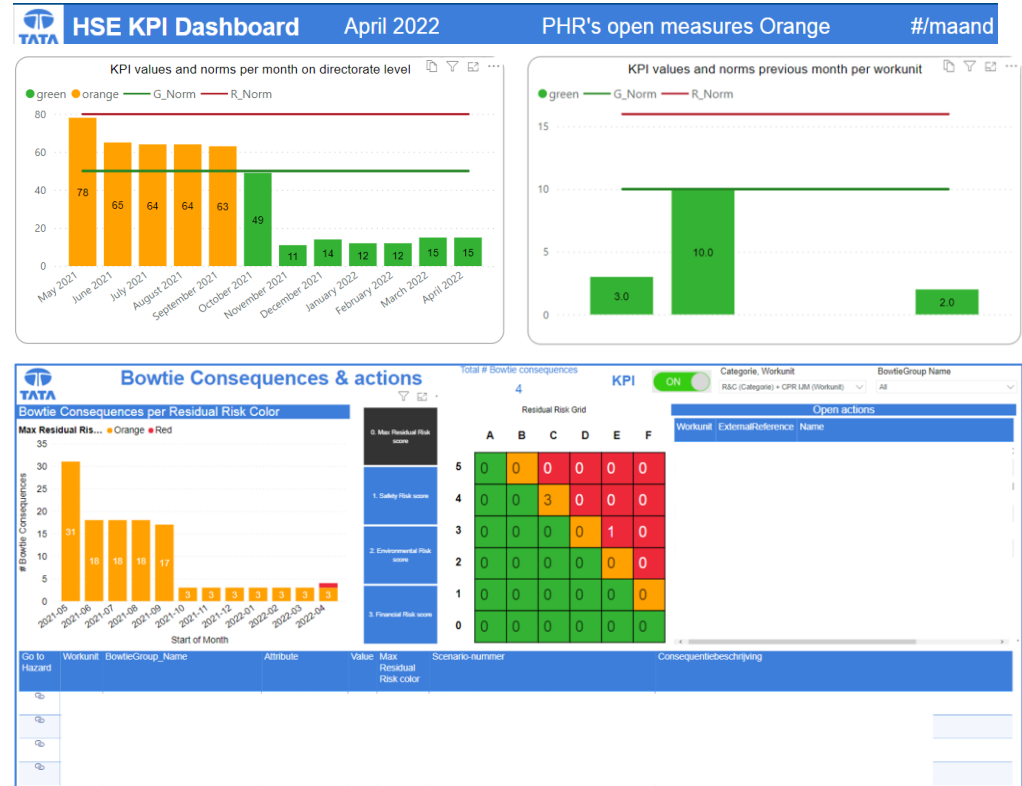 TATA
HSE KPI Dashboard
April 2022
PHR's open measures Orange
#/maand
KPI values and norms per month on directorate level
green orange G_Norm R_Norm
80
60
40
20
0
78
65
64
64
63
49
11
14
12
12
15
15
May 2021
June 2021
July 2021
August 2021
September 2021
October 2021
November 2021
December 2021
January 2022
February 2022
March 2022
April 2022
KPI values and norms previous month per workunit
green G_Norm R_Norm
15
10
5
0
3.0
10.0
2.0
TATA
Bowtie Consequences & actions
Total # Bowtie consequences
4
KPI
ON
Categorie, Workunit
R&C (Categorie) + CPR IJM (Workunit)
BowtieGroup Name
All
Bowtie Consequences per Residual Risk Color
Max Residual Ris... Orange Red
# Bowtie Consequences
35
30
25
20
15
10
5
0
31
18
18
18
17
3
3
3
3
3
3
3
2021-05
2021-06
2021-07
2021-08
2021-09
2021-10
2021-11
2021-12
2022-01
2022-02
2022-03
2022-04
Start of Month
0. Max Residual Risk
score
1. Safety Risk score
2. Environmental Risk
score
3. Financial Risk score
Residual Risk Grid
A B C D E F
5 0 0 0 0 0 0
4 0 0 3 0 0 0
3 0 0 0 0 1 0
2 0 0 0 0 0 0
1 0 0 0 0 0 0
0 0 0 0 0 0 0
Open actions
Workunit ExternalReference Name
Go to
Hazard
Workunit
BowtieGroup_Name
Attribute
Value
Max
Residual
Risk color
Scenario-nummer
Consequentiebeschrijving